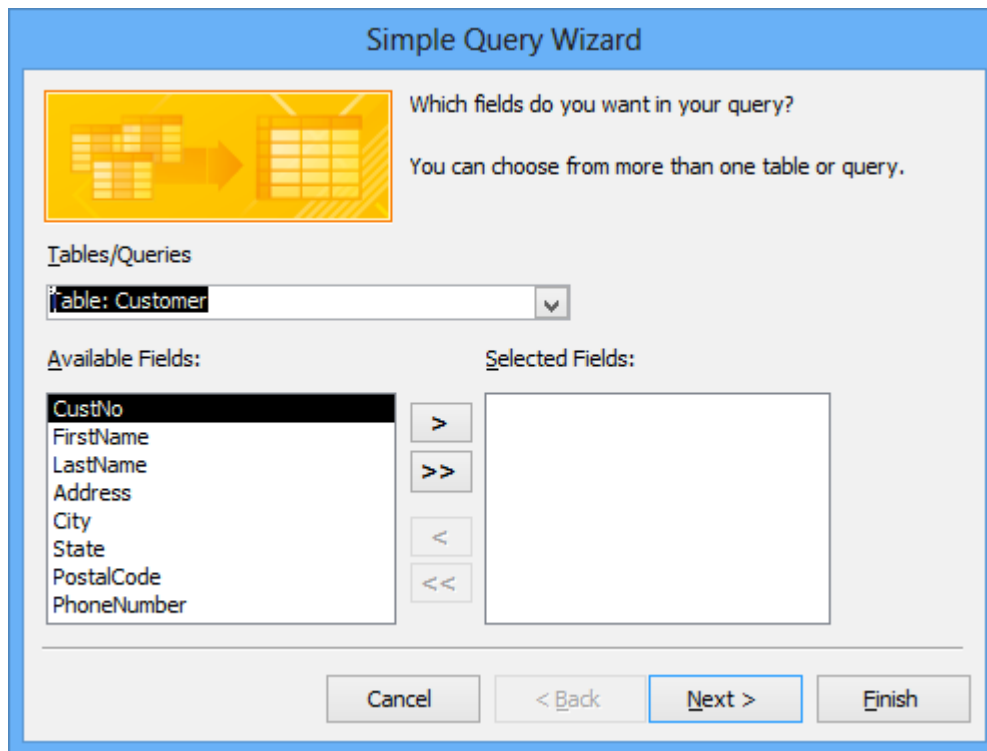 Simple Query Wizard
Which fields do you want in your query?
You can choose from more than one table or query.
Tables/Queries
Table: Customer
Available Fields:
Selected Fields:
CustNo
FirstName
LastName
Address
City
State
PostalCode
PhoneNumber
>
>>
<
<<
Cancel
< Back
Next >
Finish